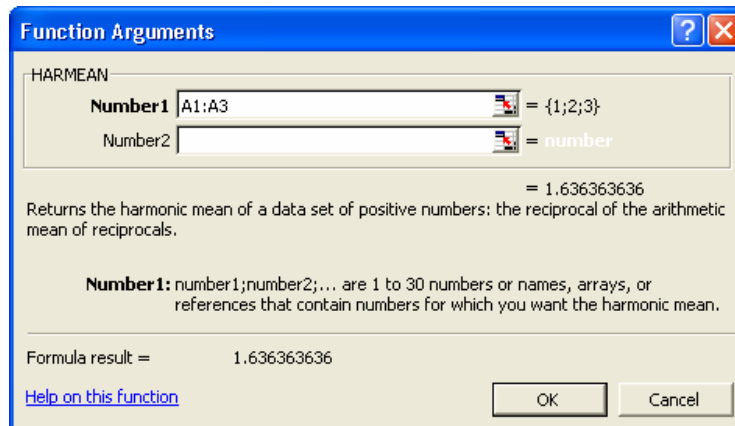 Function Arguments
HARMEAN
Number1 A1:A3 = {1;2;3}
Number2 = number
= 1.636363636
Returns the harmonic mean of a data set of positive numbers: the reciprocal of the arithmetic
mean of reciprocals.
Number1: number1;number2;... are 1 to 30 numbers or names, arrays, or
references that contain numbers for which you want the harmonic mean.
Formula result = 1.636363636
Help on this function OK Cancel